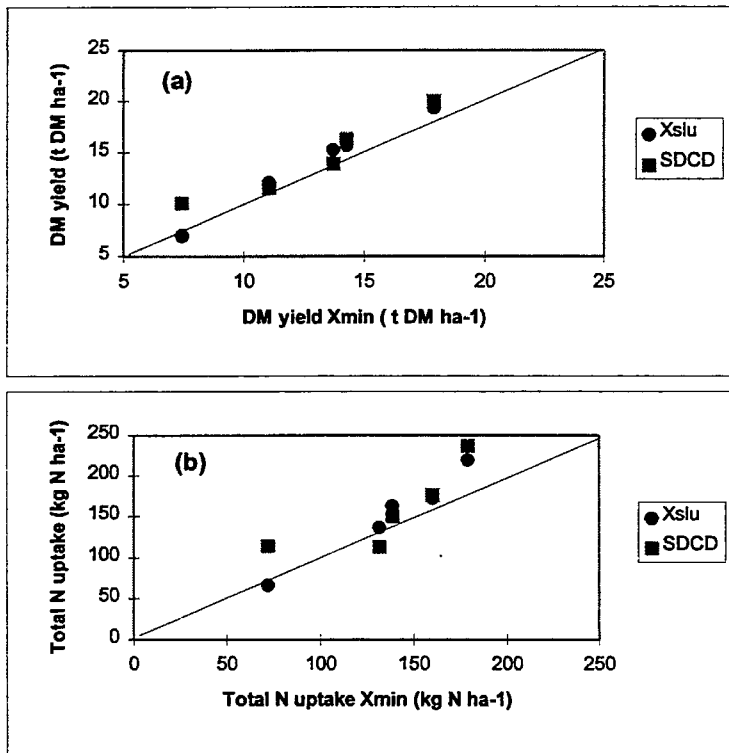 (a)
DM yield (t DM ha-1)
25
20
15
10
5
5 10 15 20 25
DM yield Xmin ( t DM ha-1)
Xslu
SDCD
(b)
Total N uptake (kg N ha-1)
250
200
150
100
50
0
0 50 100 150 200 250
Total N uptake Xmin (kg N ha-1)
Xslu
SDCD